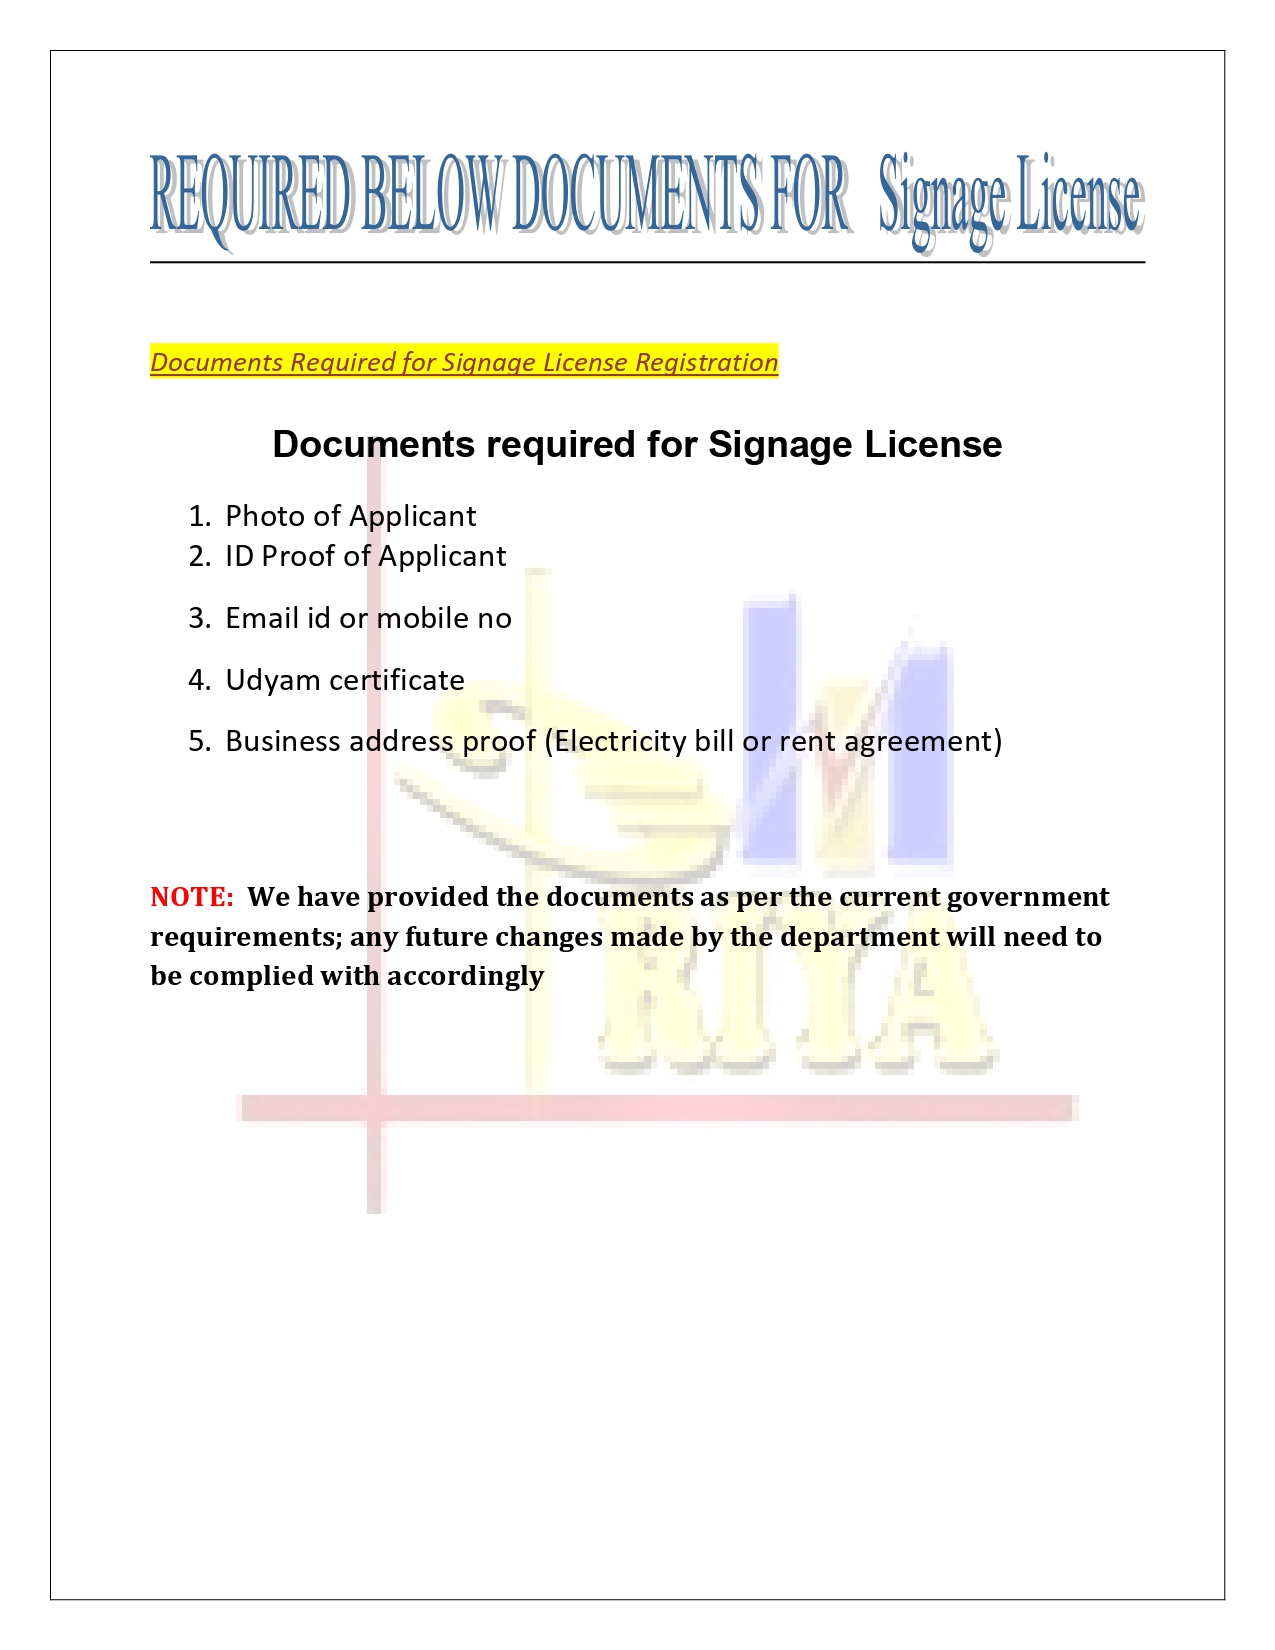 REQUIRED BELOW DOCUMENTS FOR Signage License
Documents Required for Signage License Registration
Documents required for Signage License
1. Photo of Applicant
2. ID Proof of Applicant
3. Email id or mobile no
4. Udyam certificate
5. Business address proof (Electricity bill or rent agreement)
NOTE: We have provided the documents as per the current government
requirements; any future changes made by the department will need to
be complied with accordingly
RIYA